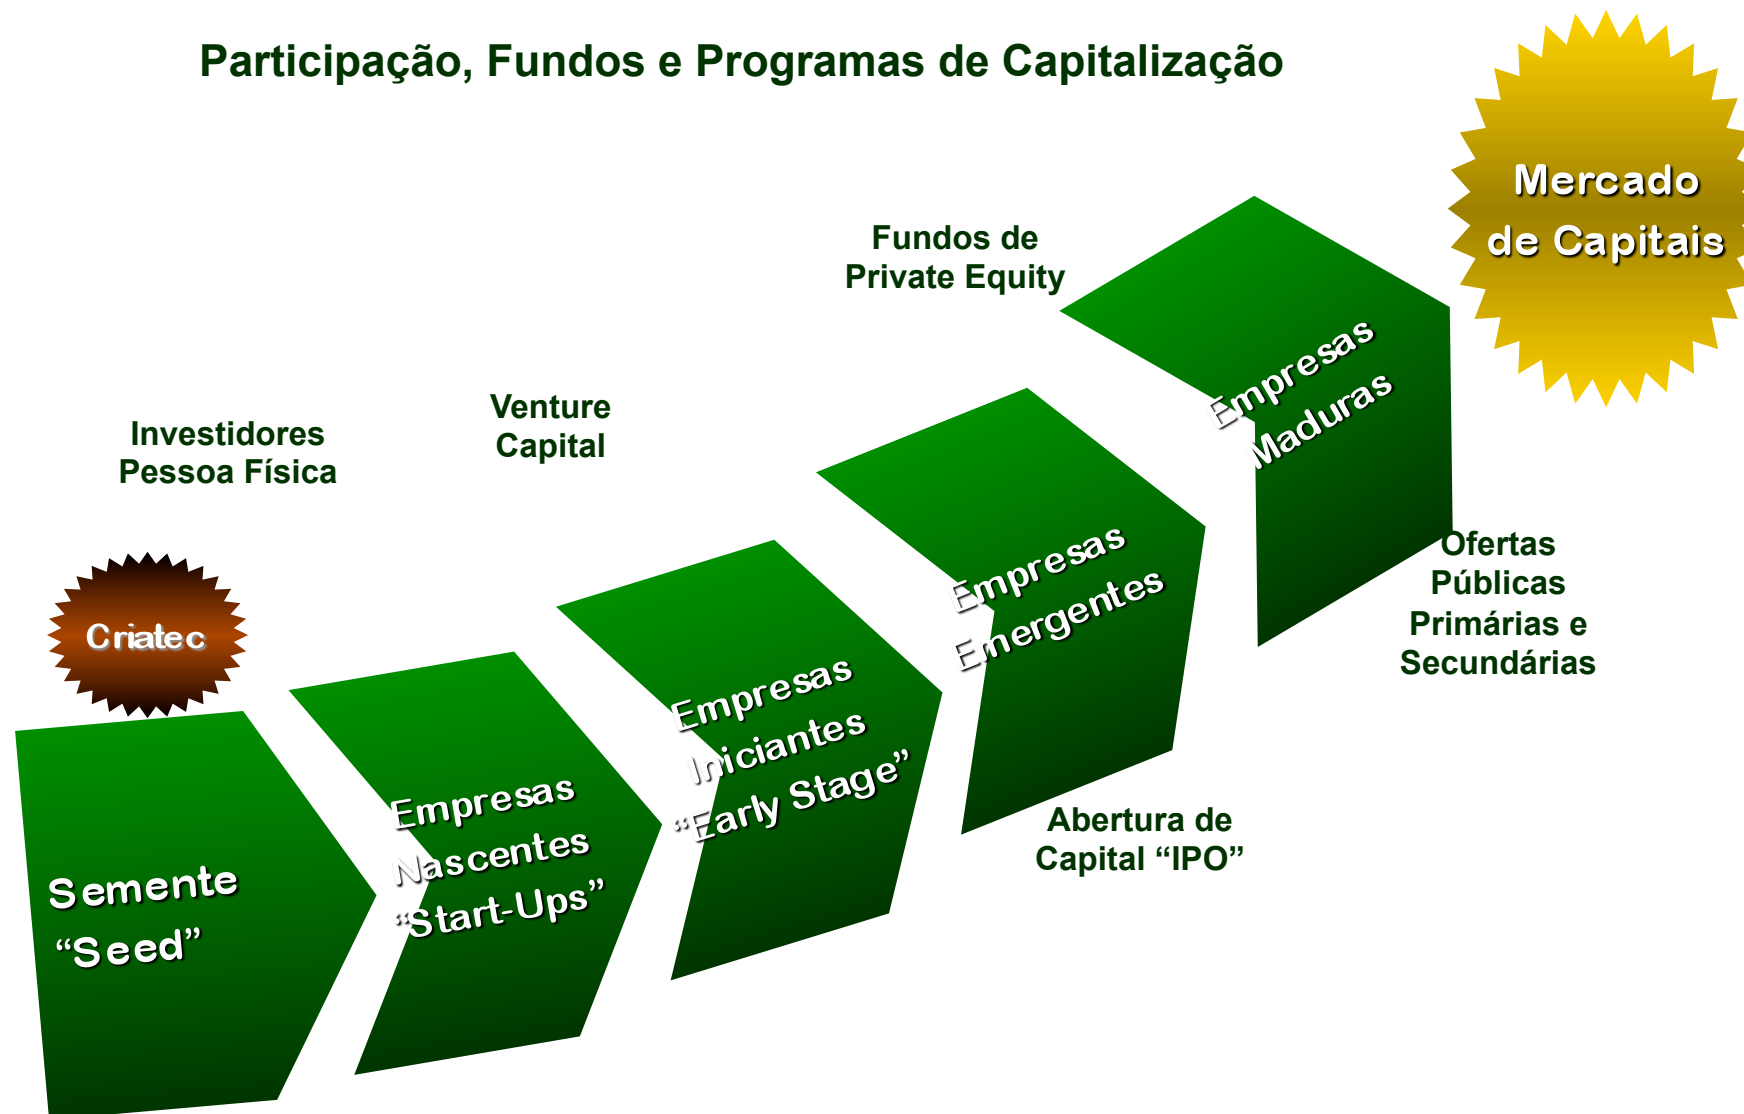 Participação, Fundos e Programas de Capitalização
Mercado
de Capitais
Fundos de
Private Equity
Empresas
Maduras
Venture
Capital
Investidores
Pessoa Física
Ofertas
Públicas
Primárias e
Secundárias
Empresas
Emergentes
Criatec
Empresas
Iniciantes
“Early Stage”
Abertura de
Capital “IPO”
Empresas
Nascentes
“Start-Ups”
Semente
“Seed”